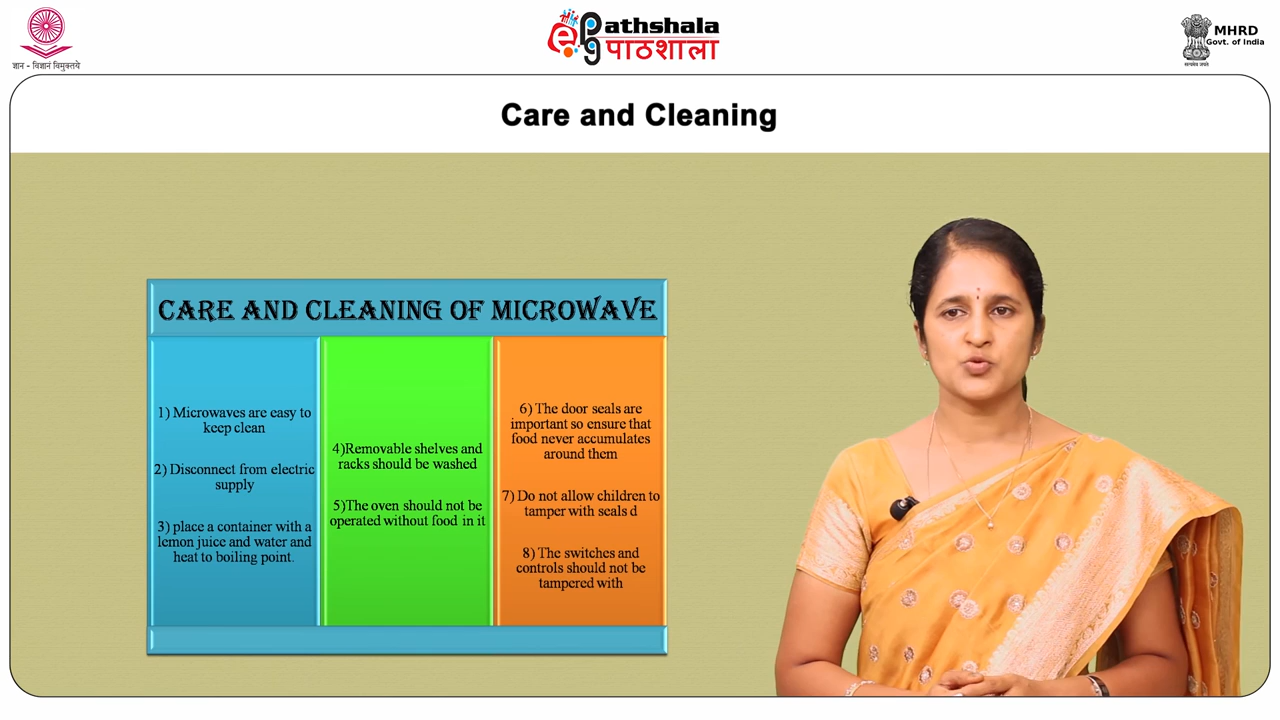 ज्ञान - विज्ञान विमुक्तये
ePathshala
पाठशाला
MHRD
Govt. of India
सत्यमेव जयते
Care and Cleaning
CARE AND CLEANING OF MICROWAVE
1) Microwaves are easy to
keep clean
2) Disconnect from electric
supply
3) place a container with a
lemon juice and water and
heat to boiling point.
4)Removable shelves and
racks should be washed
5)The oven should not be
operated without food in it
6) The door seals are
important so ensure that
food never accumulates
around them
7) Do not allow children to
tamper with seals d
8) The switches and
controls should not be
tampered with